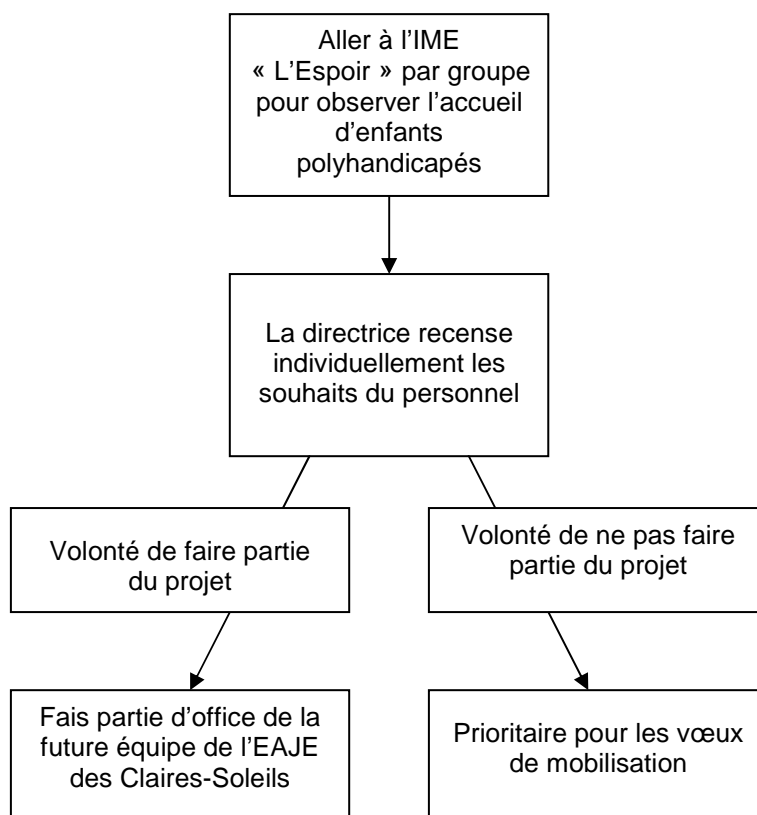 Aller à l’IME
« L’Espoir » par groupe
pour observer l’accueil
d’enfants
polyhandicapés
La directrice recense
individuellement les
souhaits du personnel
Volonté de faire partie
du projet
Volonté de ne pas faire
partie du projet
Fais partie d’office de la
future équipe de l’EAJE
des Claires-Soleils
Prioritaire pour les vœux
de mobilisation